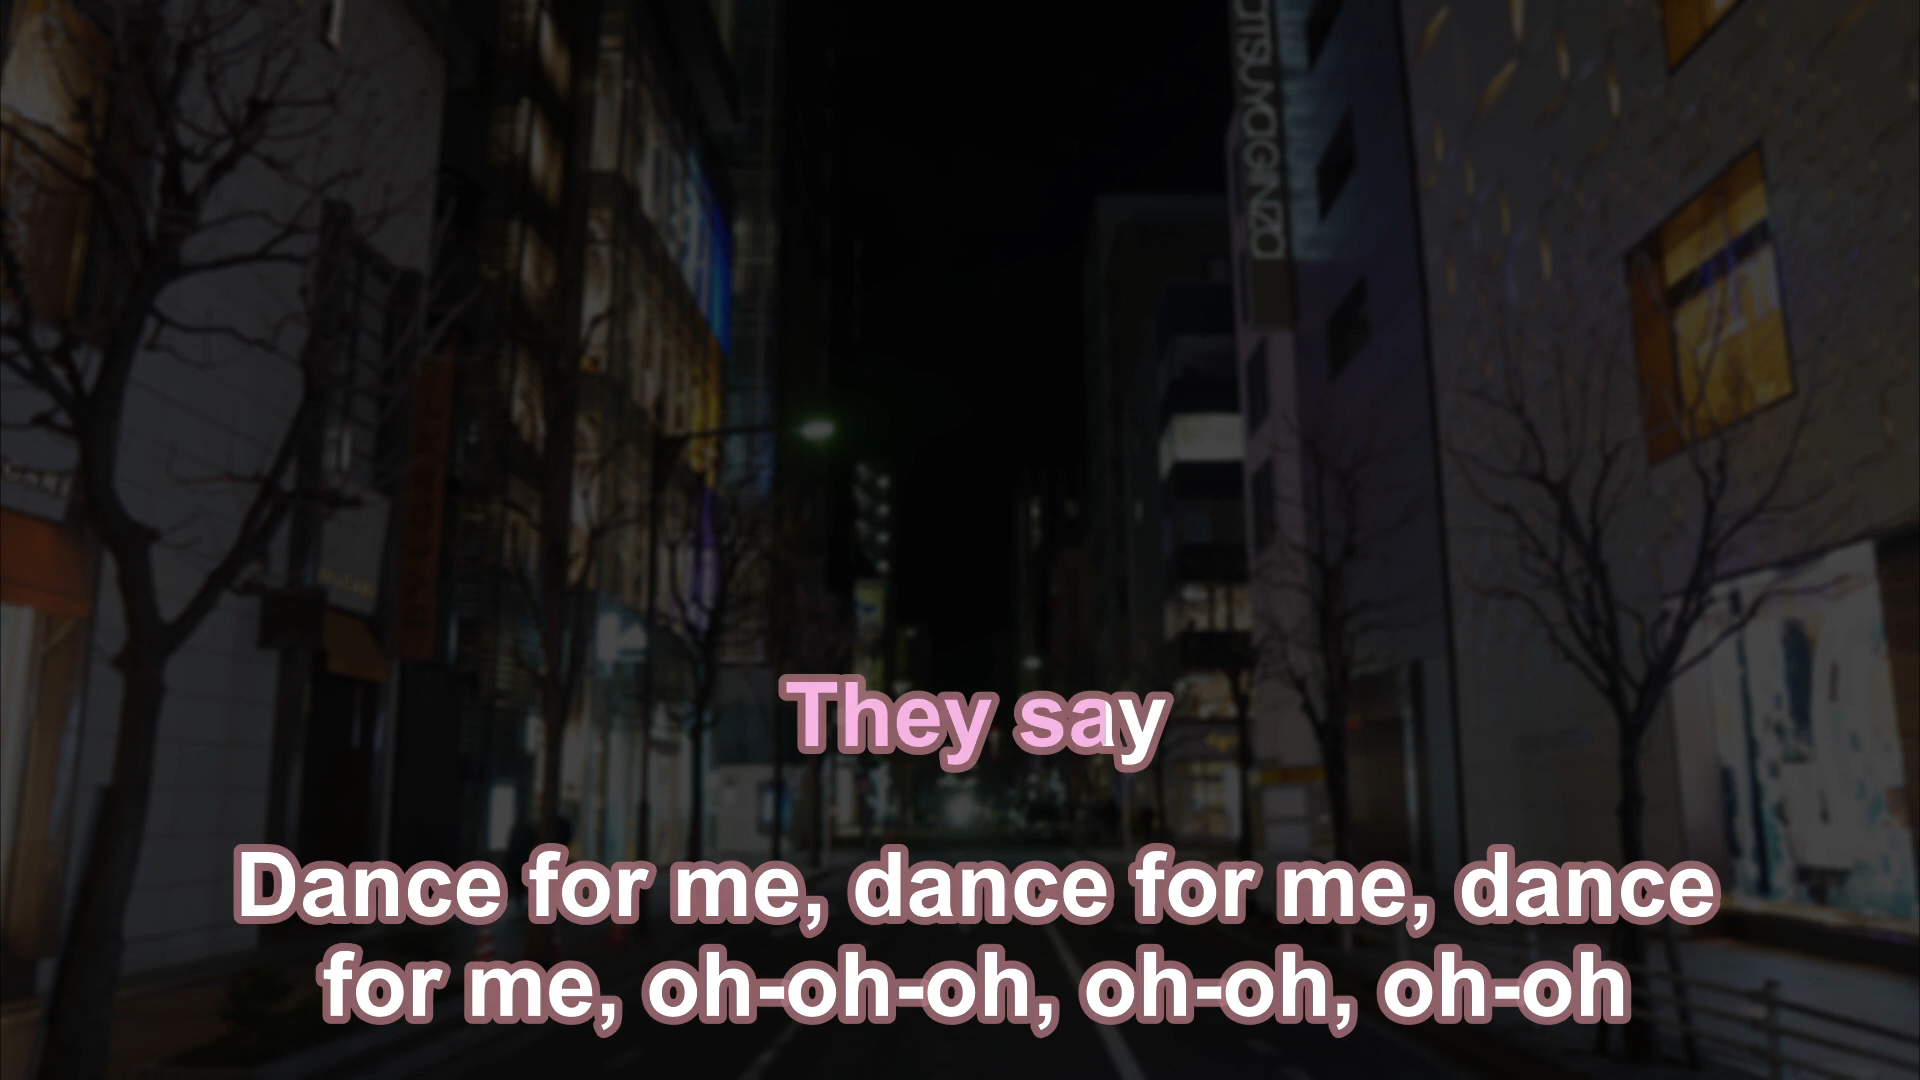 They say
Dance for me, dance for me, dance
for me, oh-oh-oh, oh-oh, oh-oh